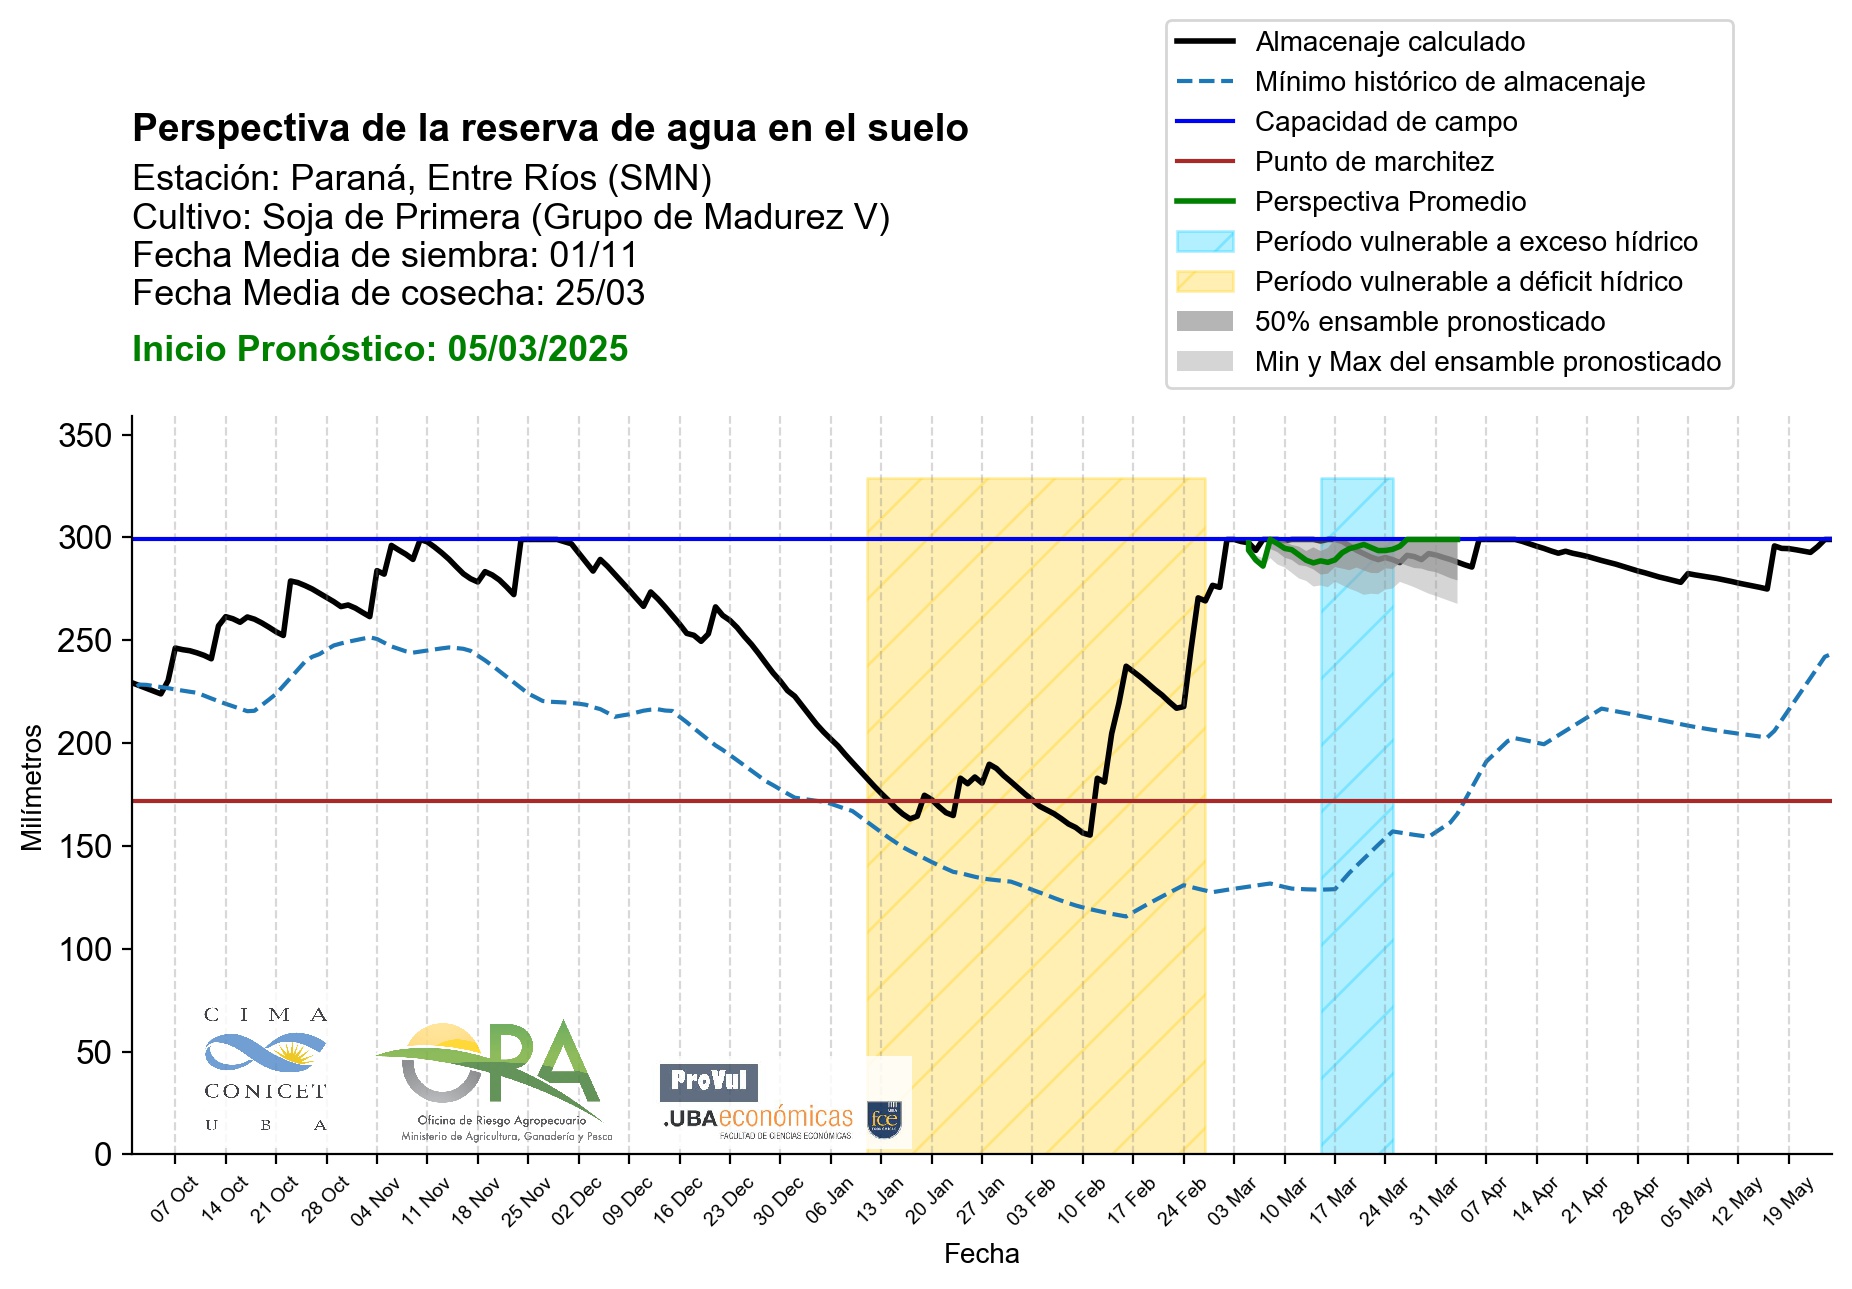 Almacenaje calculado
Mínimo histórico de almacenaje
Capacidad de campo
Punto de marchitez
Perspectiva Promedio
Período vulnerable a exceso hídrico
Período vulnerable a déficit hídrico
50% ensamble pronosticado
Min y Max del ensamble pronosticado
Perspectiva de la reserva de agua en el suelo
Estación: Paraná, Entre Ríos (SMN)
Cultivo: Soja de Primera (Grupo de Madurez V)
Fecha Media de siembra: 01/11
Fecha Media de cosecha: 25/03
Inicio Pronóstico: 05/03/2025
350
300
250
200
150
100
50
0
Milímetros
CIMA
CONICET
UBA
ORA
Oficina de Riesgo Agropecuario
Ministerio de Agricultura, Ganadería y Pesca
ProVul
.UBAeconómicas
FACULTAD DE CIENCIAS ECONÓMICAS
UBA
fce
07 Oct
14 Oct
21 Oct
28 Oct
04 Nov
11 Nov
18 Nov
25 Nov
02 Dec
09 Dec
16 Dec
23 Dec
30 Dec
06 Jan
13 Jan
20 Jan
27 Jan
03 Feb
10 Feb
17 Feb
24 Feb
03 Mar
10 Mar
17 Mar
24 Mar
31 Mar
07 Apr
14 Apr
21 Apr
28 Apr
05 May
12 May
19 May
Fecha